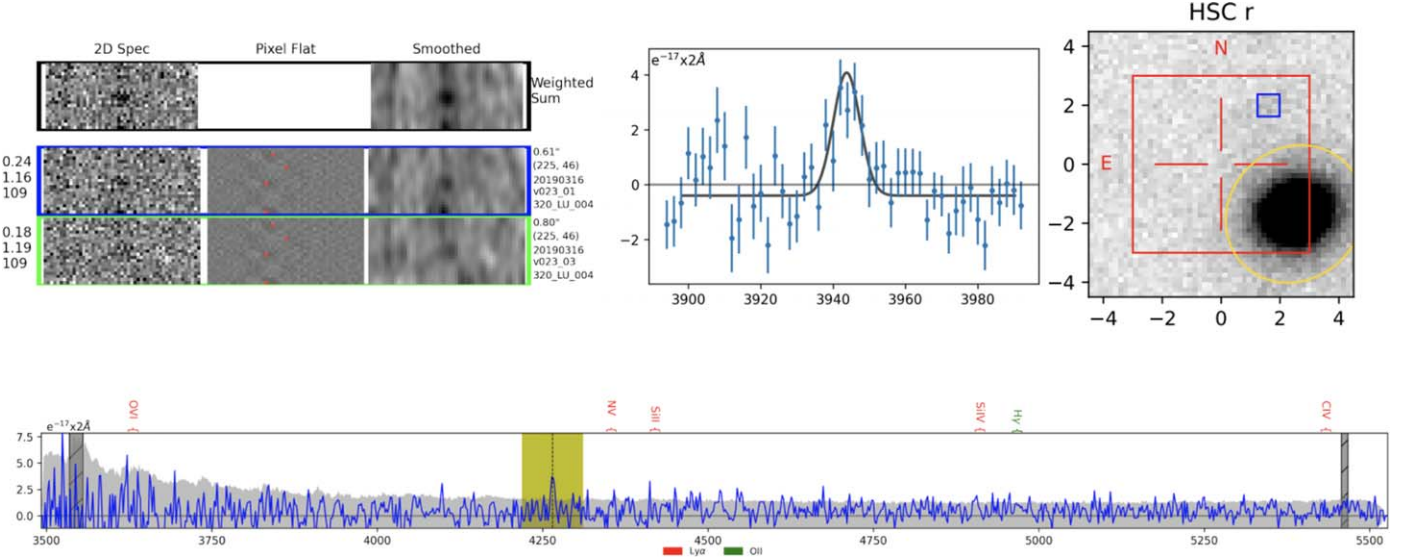 2D Spec Pixel Flat Smoothed
Weighted
Sum
0.24
1.16
109
0.61"
(225, 46)
20190316
v023_01
320_LU_004
0.18
1.19
109
0.80"
(225, 46)
20190316
v023_03
320_LU_004
e⁻¹⁷x2Å
4
2
0
−2
3900 3920 3940 3960 3980
HSC r
N
E
4
2
0
−2
−4
−4 −2 0 2 4
OVI { NV { SiII { SiIV { Hγ { CIV {
e⁻¹⁷x2Å
7.5
5.0
2.5
0.0
3500 3750 4000 4250 4500 4750 5000 5250 5500
Lyα OII